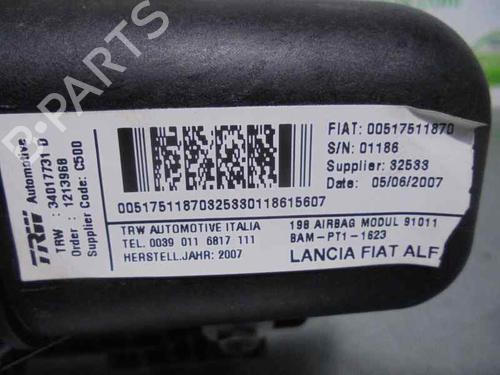 B-PARTS
TRW Automotive
TRW : 34017731 D
Order : 1213968
Supplier Code: C500
00517511870325330118615607
TRW AUTOMOTIVE ITALIA
TEL. 0039 011 6817 111
HERSTELL.JAHR: 2007
FIAT: 00517511870
S/N: 01186
Supplier: 32533
Date: 05/06/2007
198 AIRBAG MODUL 91011
BAM-PT1-1623
LANCIA FIAT ALF